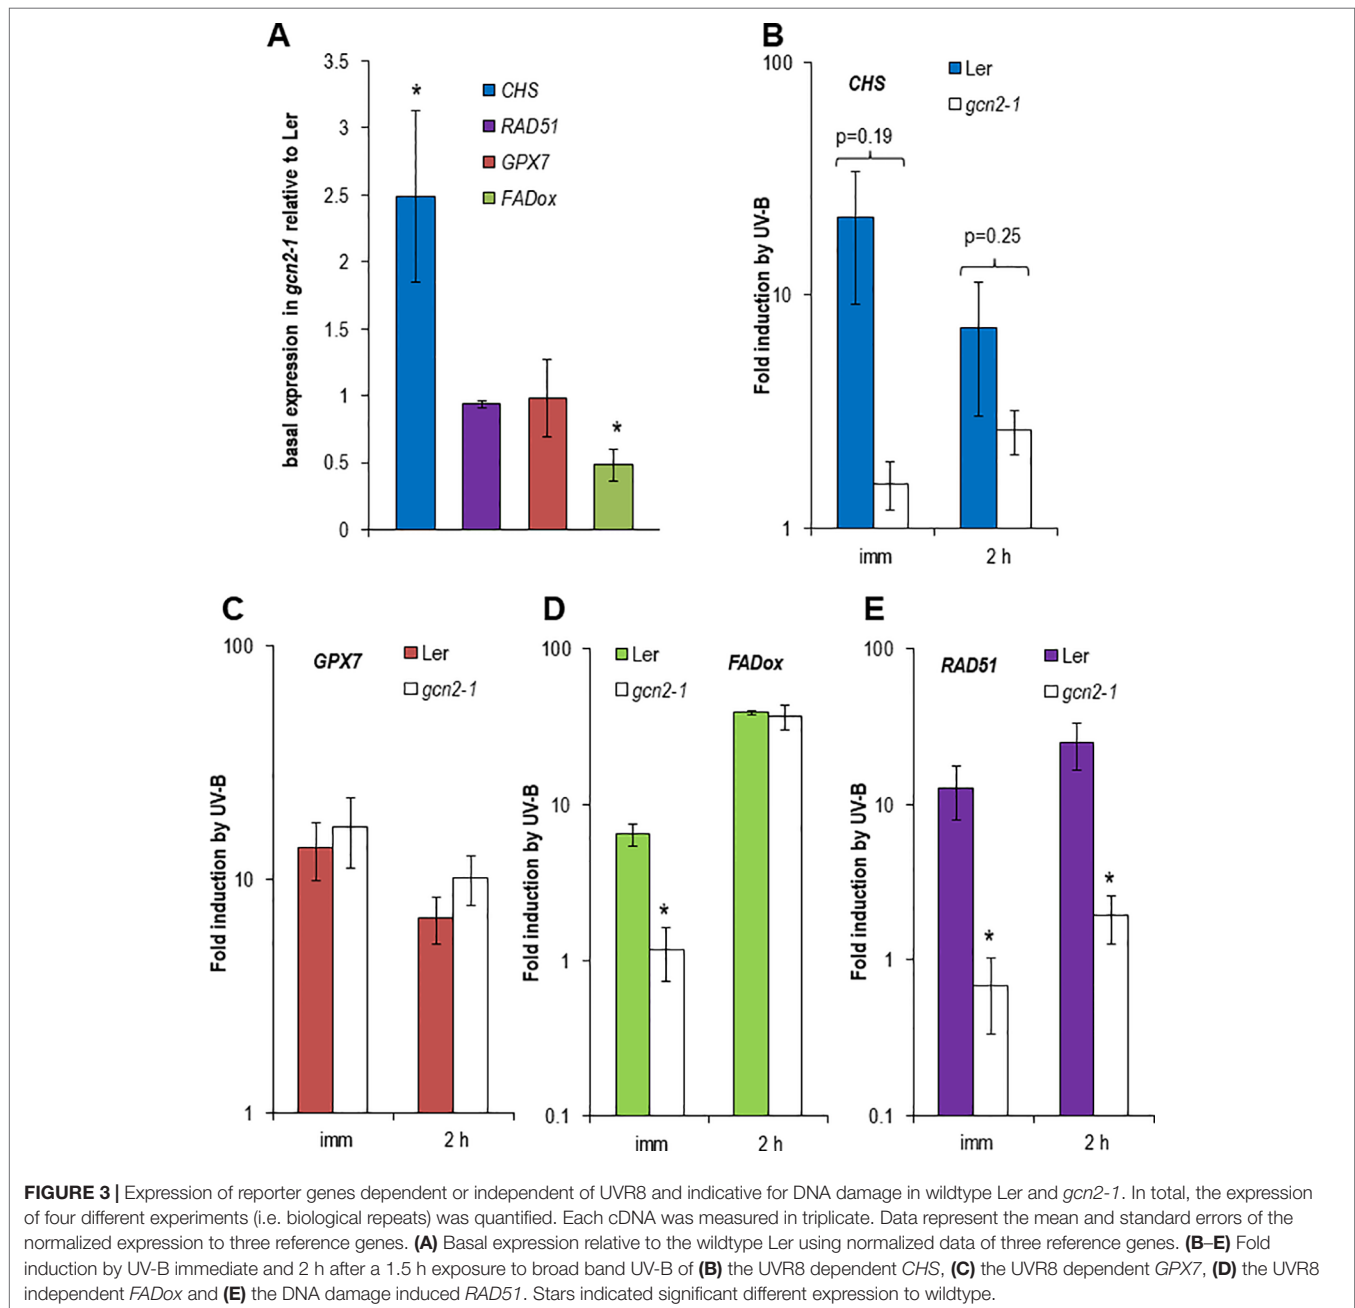 A
3.5
3
2.5
2
1.5
1
0.5
0
basal expression in gcn2-1 relative to Ler
*
*
CHS
RAD51
GPX7
FADox
B
100
10
1
Fold induction by UV-B
CHS
Ler
gcn2-1
p=0.19
p=0.25
imm
2 h
C
100
10
1
Fold induction by UV-B
GPX7
Ler
gcn2-1
imm
2 h
D
100
10
1
0.1
Fold induction by UV-B
Ler
gcn2-1
FADox
*
imm
2 h
E
100
10
1
0.1
Fold induction by UV-B
RAD51
Ler
gcn2-1
*
*
imm
2 h
FIGURE 3 | Expression of reporter genes dependent or independent of UVR8 and indicative for DNA damage in wildtype Ler and gcn2-1. In total, the expression
of four different experiments (i.e. biological repeats) was quantified. Each cDNA was measured in triplicate. Data represent the mean and standard errors of the
normalized expression to three reference genes. (A) Basal expression relative to the wildtype Ler using normalized data of three reference genes. (B–E) Fold
induction by UV-B immediate and 2 h after a 1.5 h exposure to broad band UV-B of (B) the UVR8 dependent CHS, (C) the UVR8 dependent GPX7, (D) the UVR8
independent FADox and (E) the DNA damage induced RAD51. Stars indicated significant different expression to wildtype.